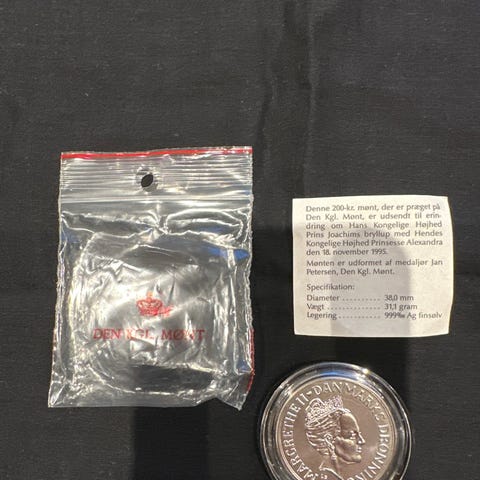 DEN KGL. MØNT
Denne 200-kr. mønt, der er præget på
Den Kgl. Mønt, er udsendt til erin-
dring om Hans Kongelige Højhed
Prins Joachims bryllup med Hendes
Kongelige Højhed Prinsesse Alexandra
den 18. november 1995.
Mønten er udformet af medaljør Jan
Petersen, Den Kgl. Mønt.
Specifikation:
Diameter .......... 38,0 mm
Vægt .............. 31,1 gram
Legering .......... 999‰ Ag finsølv
MARGRETHE II - DANMARKS DRONNING